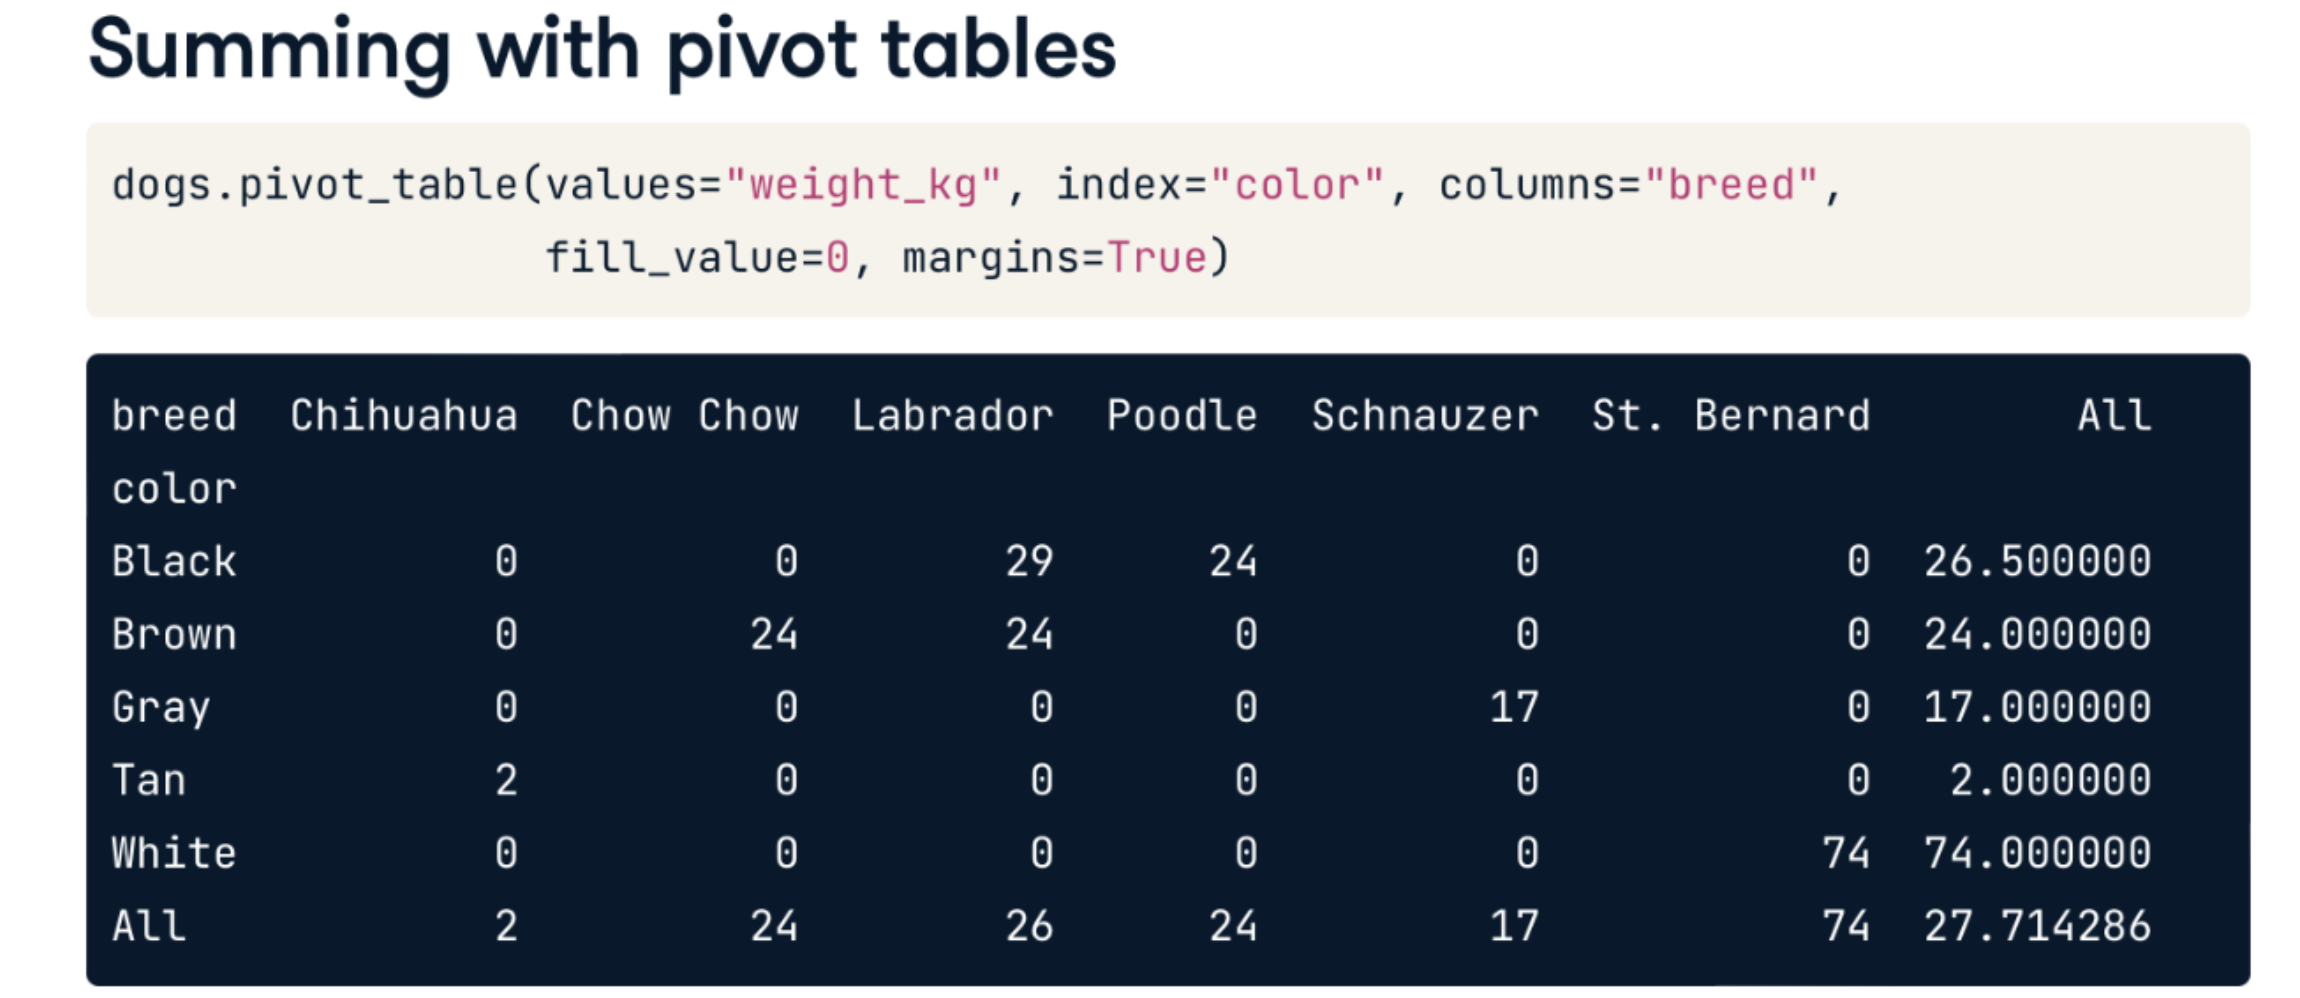 Summing with pivot tables
dogs.pivot_table(values="weight_kg", index="color", columns="breed",
fill_value=0, margins=True)
breed Chihuahua Chow Chow Labrador Poodle Schnauzer St. Bernard All
color
Black 0 0 29 24 0 0 26.500000
Brown 0 24 24 0 0 0 24.000000
Gray 0 0 0 0 17 0 17.000000
Tan 2 0 0 0 0 0 2.000000
White 0 0 0 0 0 74 74.000000
All 2 24 26 24 17 74 27.714286